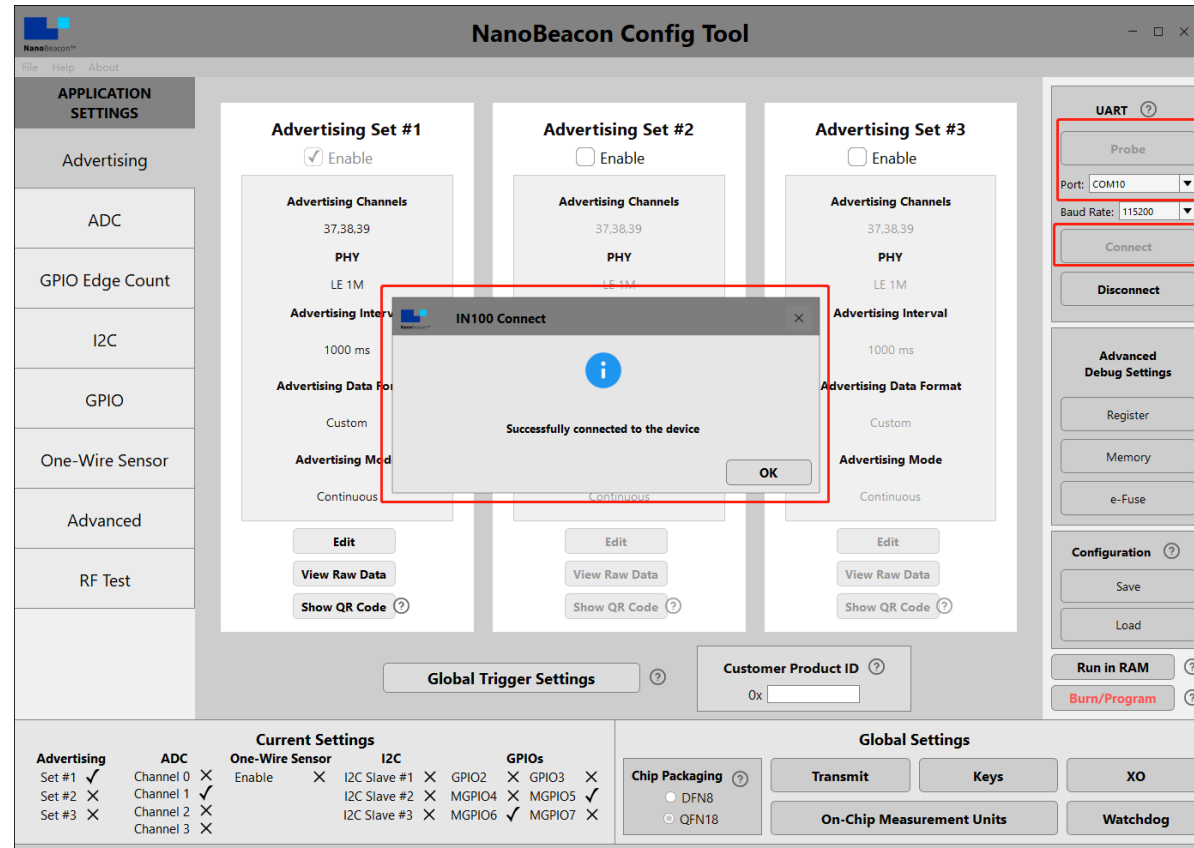 NanoBeacon™
NanoBeacon Config Tool
File Help About
APPLICATION
SETTINGS
Advertising
ADC
GPIO Edge Count
I2C
GPIO
One-Wire Sensor
Advanced
RF Test
Advertising Set #1
Enable
Advertising Channels
37,38,39
PHY
LE 1M
Advertising Interv
1000 ms
Advertising Data For
Custom
Advertising Mod
Continuous
Edit
View Raw Data
Show QR Code ?
Advertising Set #2
Enable
Advertising Channels
37,38,39
PHY
LE 1M
Continuous
Edit
View Raw Data
Show QR Code ?
Advertising Set #3
Enable
Advertising Channels
37,38,39
PHY
LE 1M
Advertising Interval
1000 ms
Advertising Data Format
Custom
Advertising Mode
Continuous
Edit
View Raw Data
Show QR Code ?
NanoBeacon™
IN100 Connect
Successfully connected to the device
OK
Global Trigger Settings ?
Customer Product ID ?
0x
UART ?
Probe
Port: COM10
Baud Rate: 115200
Connect
Disconnect
Advanced
Debug Settings
Register
Memory
e-Fuse
Configuration ?
Save
Load
Run in RAM ?
Burn/Program ?
Current Settings
Advertising
Set #1
Set #2
Set #3
ADC
Channel 0
Channel 1
Channel 2
Channel 3
One-Wire Sensor
Enable
I2C
I2C Slave #1
I2C Slave #2
I2C Slave #3
GPIOs
GPIO2 GPIO3
MGPIO4 MGPIO5
MGPIO6 MGPIO7
Global Settings
Chip Packaging ?
DFN8
QFN18
Transmit
Keys
XO
On-Chip Measurement Units
Watchdog